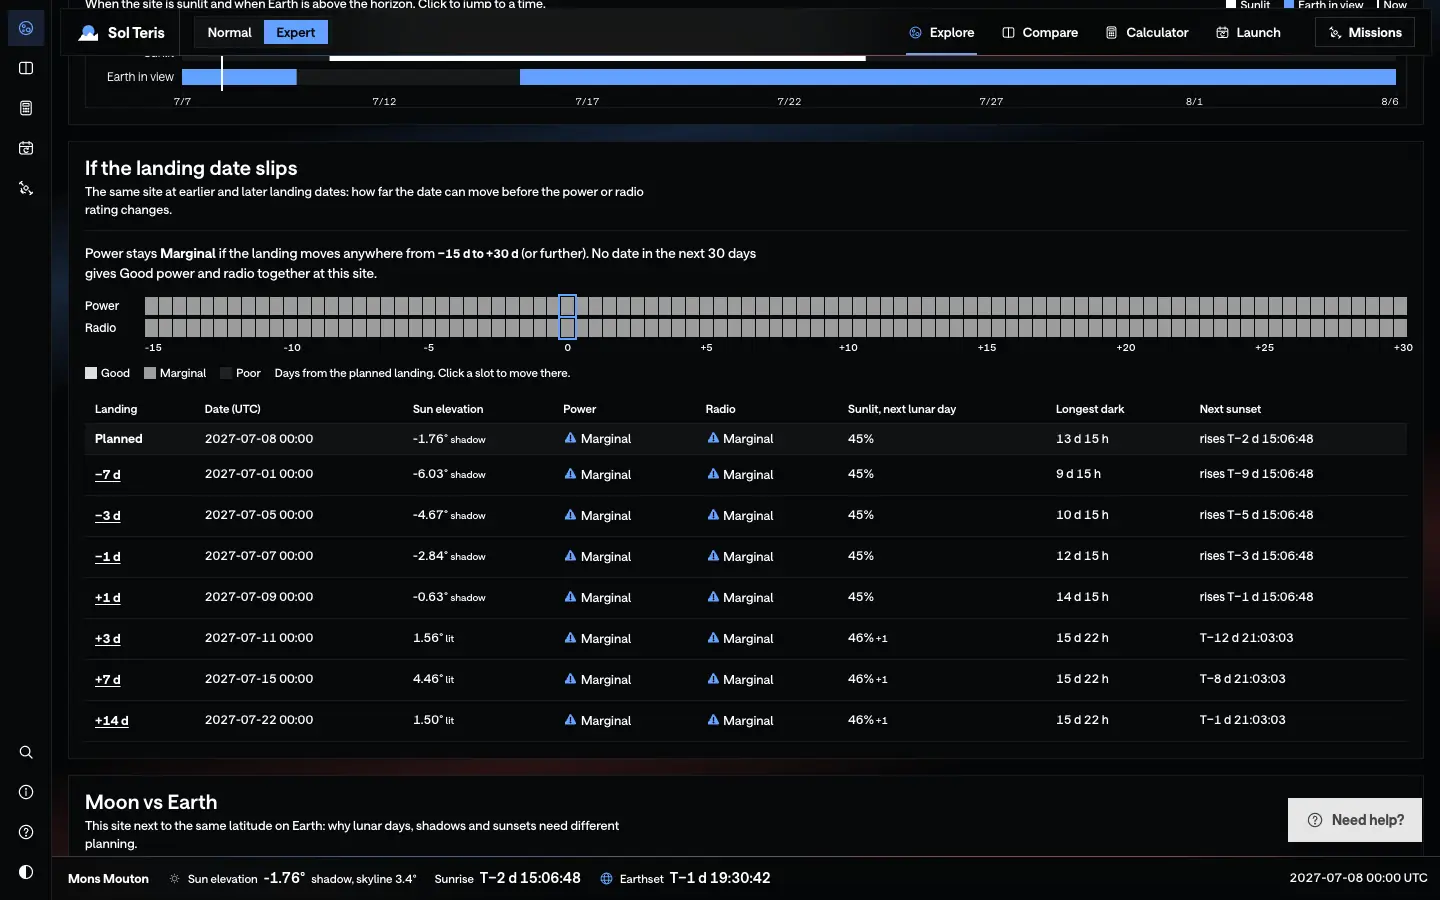 When the site is sunlit and when Earth is above the horizon. Click to jump to a time.
Sunlit Earth in view Now
Sol Teris
Normal Expert
Explore Compare Calculator Launch Missions
Earth in view
7/7 7/12 7/17 7/22 7/27 8/1 8/6
If the landing date slips
The same site at earlier and later landing dates: how far the date can move before the power or radio
rating changes.
Power stays Marginal if the landing moves anywhere from −15 d to +30 d (or further). No date in the next 30 days
gives Good power and radio together at this site.
Power
Radio
-15 -10 -5 0 +5 +10 +15 +20 +25 +30
Good Marginal Poor Days from the planned landing. Click a slot to move there.
Landing Date (UTC) Sun elevation Power Radio Sunlit, next lunar day Longest dark Next sunset
Planned 2027-07-08 00:00 -1.76° shadow Marginal Marginal 45% 13 d 15 h rises T−2 d 15:06:48
−7 d 2027-07-01 00:00 -6.03° shadow Marginal Marginal 45% 9 d 15 h rises T−9 d 15:06:48
−3 d 2027-07-05 00:00 -4.67° shadow Marginal Marginal 45% 10 d 15 h rises T−5 d 15:06:48
−1 d 2027-07-07 00:00 -2.84° shadow Marginal Marginal 45% 12 d 15 h rises T−3 d 15:06:48
+1 d 2027-07-09 00:00 -0.63° shadow Marginal Marginal 45% 14 d 15 h rises T−1 d 15:06:48
+3 d 2027-07-11 00:00 1.56° lit Marginal Marginal 46% +1 15 d 22 h T−12 d 21:03:03
+7 d 2027-07-15 00:00 4.46° lit Marginal Marginal 46% +1 15 d 22 h T−8 d 21:03:03
+14 d 2027-07-22 00:00 1.50° lit Marginal Marginal 46% +1 15 d 22 h T−1 d 21:03:03
Moon vs Earth
This site next to the same latitude on Earth: why lunar days, shadows and sunsets need different
planning.
Need help?
Mons Mouton Sun elevation -1.76° shadow, skyline 3.4° Sunrise T−2 d 15:06:48 Earthset T−1 d 19:30:42 2027-07-08 00:00 UTC